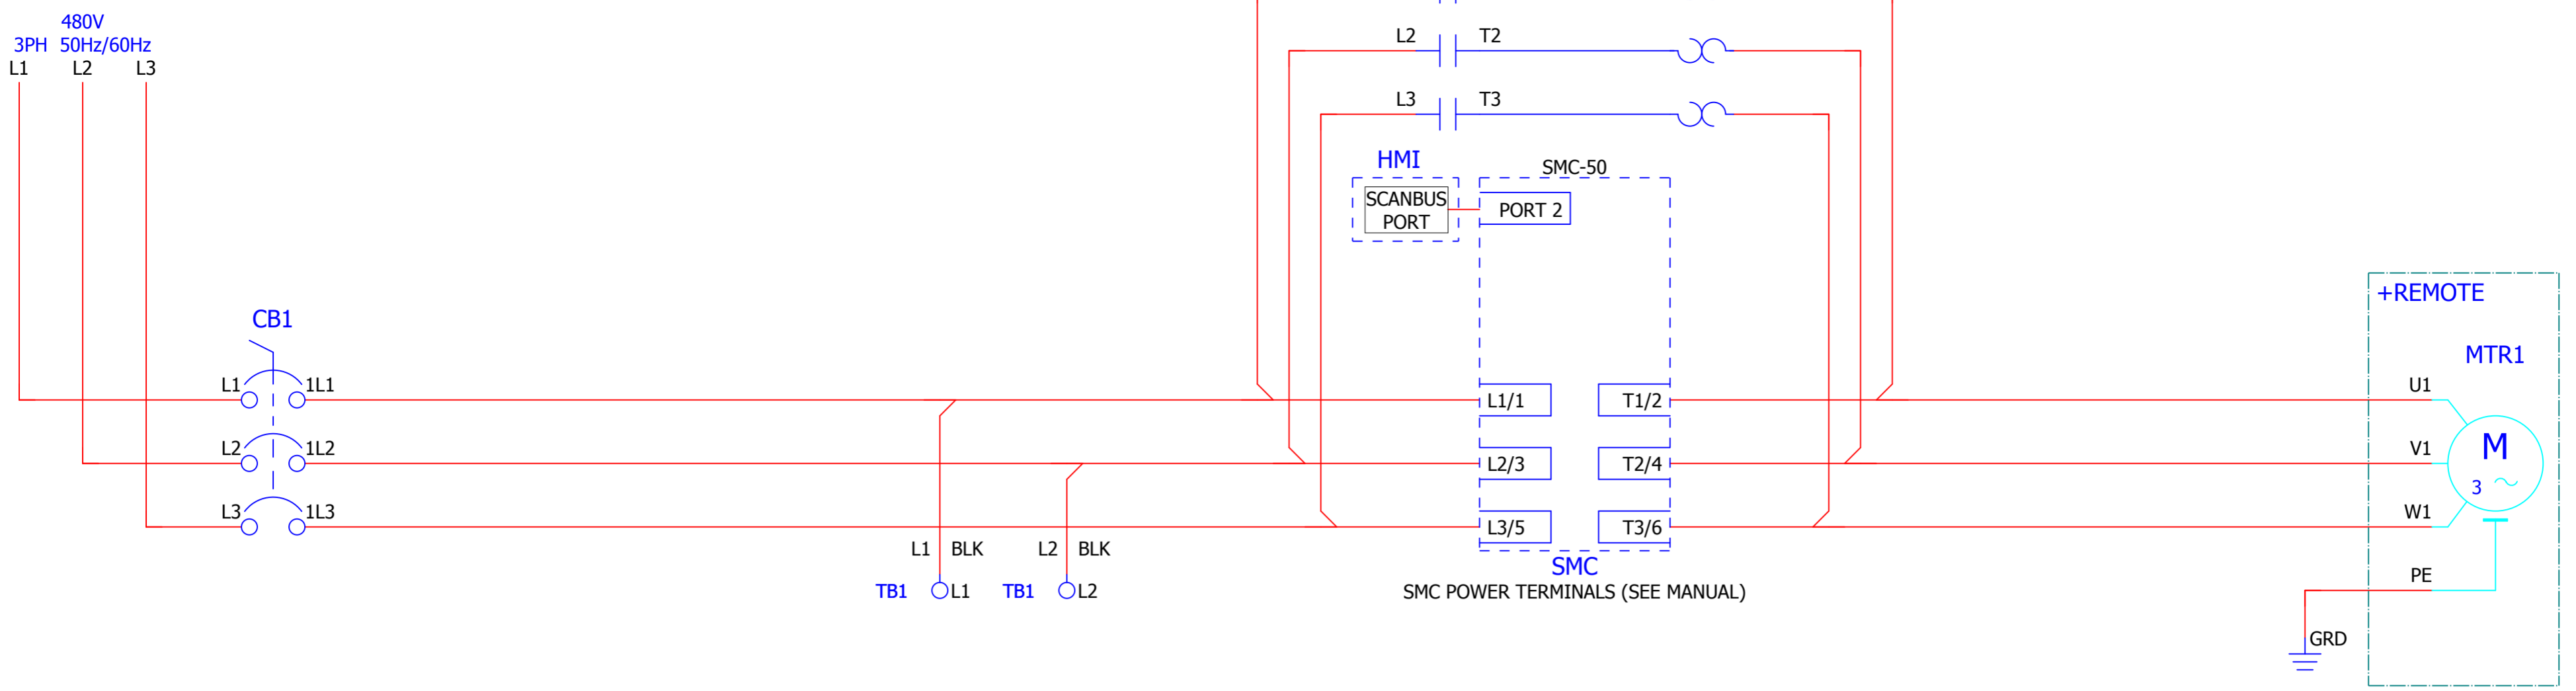 480V
3PH 50Hz/60Hz
L1 L2 L3
L2 T2
L3 T3
HMI
SMC-50
SCANBUS
PORT
PORT 2
+REMOTE
CB1
MTR1
L1 1L1
L1/1 T1/2
U1
L2 1L2
L2/3 T2/4
V1
M
3
L3 1L3
L3/5 T3/6
W1
L1 BLK L2 BLK
SMC
PE
TB1 L1 TB1 L2
SMC POWER TERMINALS (SEE MANUAL)
GRD